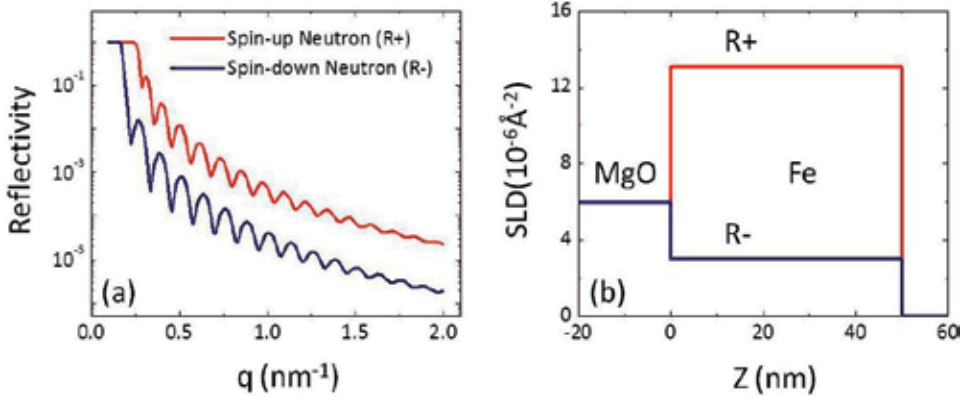 Spin-up Neutron (R+)
Spin-down Neutron (R-)
10⁻¹
10⁻³
10⁻⁵
Reflectivity
(a)
0.0 0.5 1.0 1.5 2.0
q (nm⁻¹)
16
12
8
4
0
SLD(10⁻⁶Å⁻²)
R+
MgO
Fe
R-
(b)
-20 0 20 40 60
Z (nm)